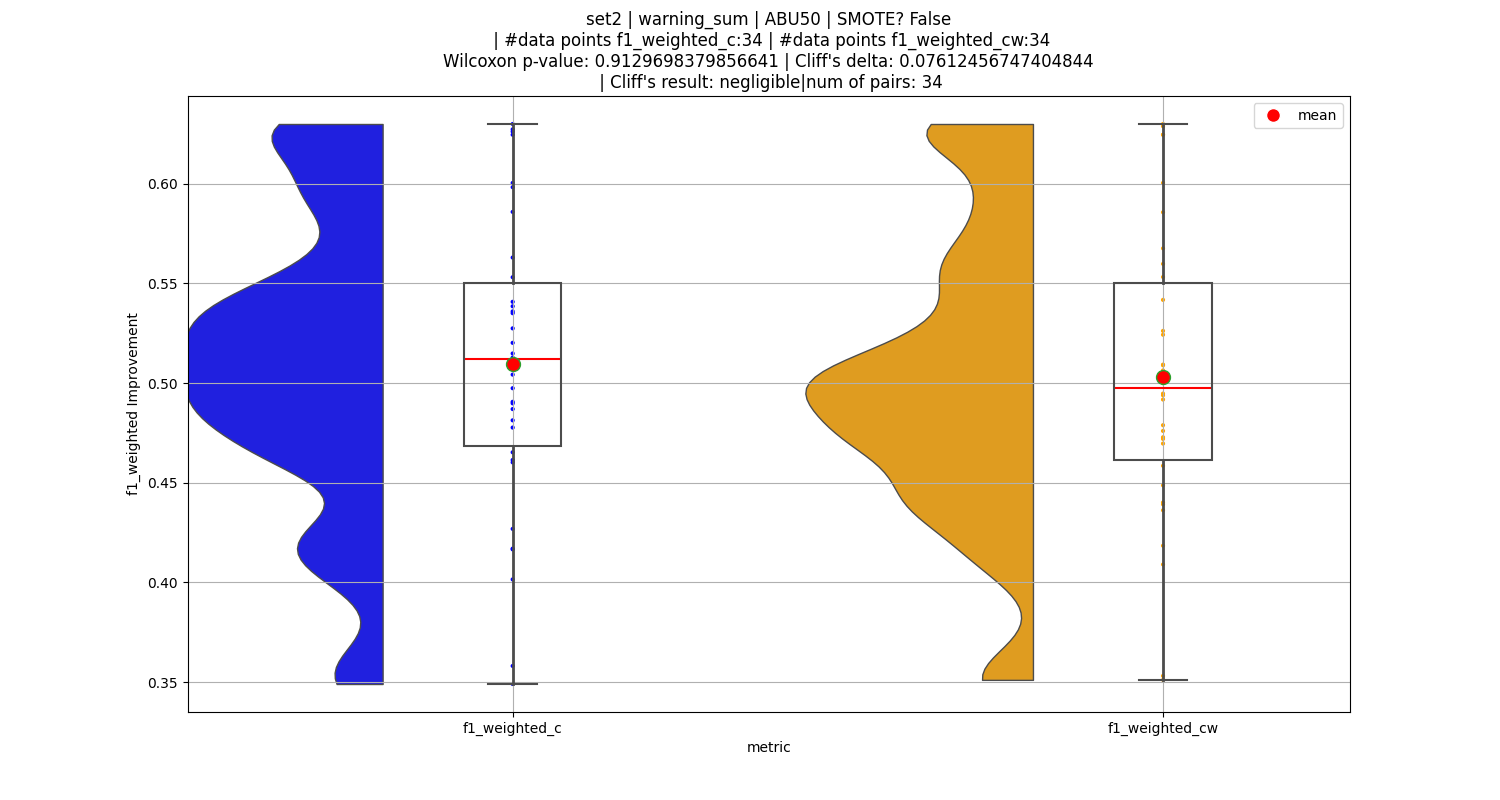 set2 | warning_sum | ABU50 | SMOTE? False
| #data points f1_weighted_c:34 | #data points f1_weighted_cw:34
Wilcoxon p-value: 0.9129698379856641 | Cliff's delta: 0.07612456747404844
| Cliff's result: negligible|num of pairs: 34
mean
0.60
0.55
0.50
0.45
0.40
0.35
f1_weighted Improvement
f1_weighted_c
f1_weighted_cw
metric